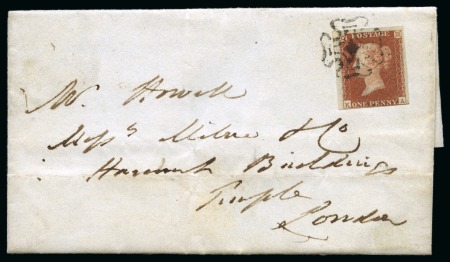 POSTAGE
K A
ONE PENNY
Mr. Howell
Messrs Milne & Co
Harcourt Buildings
Temple
London